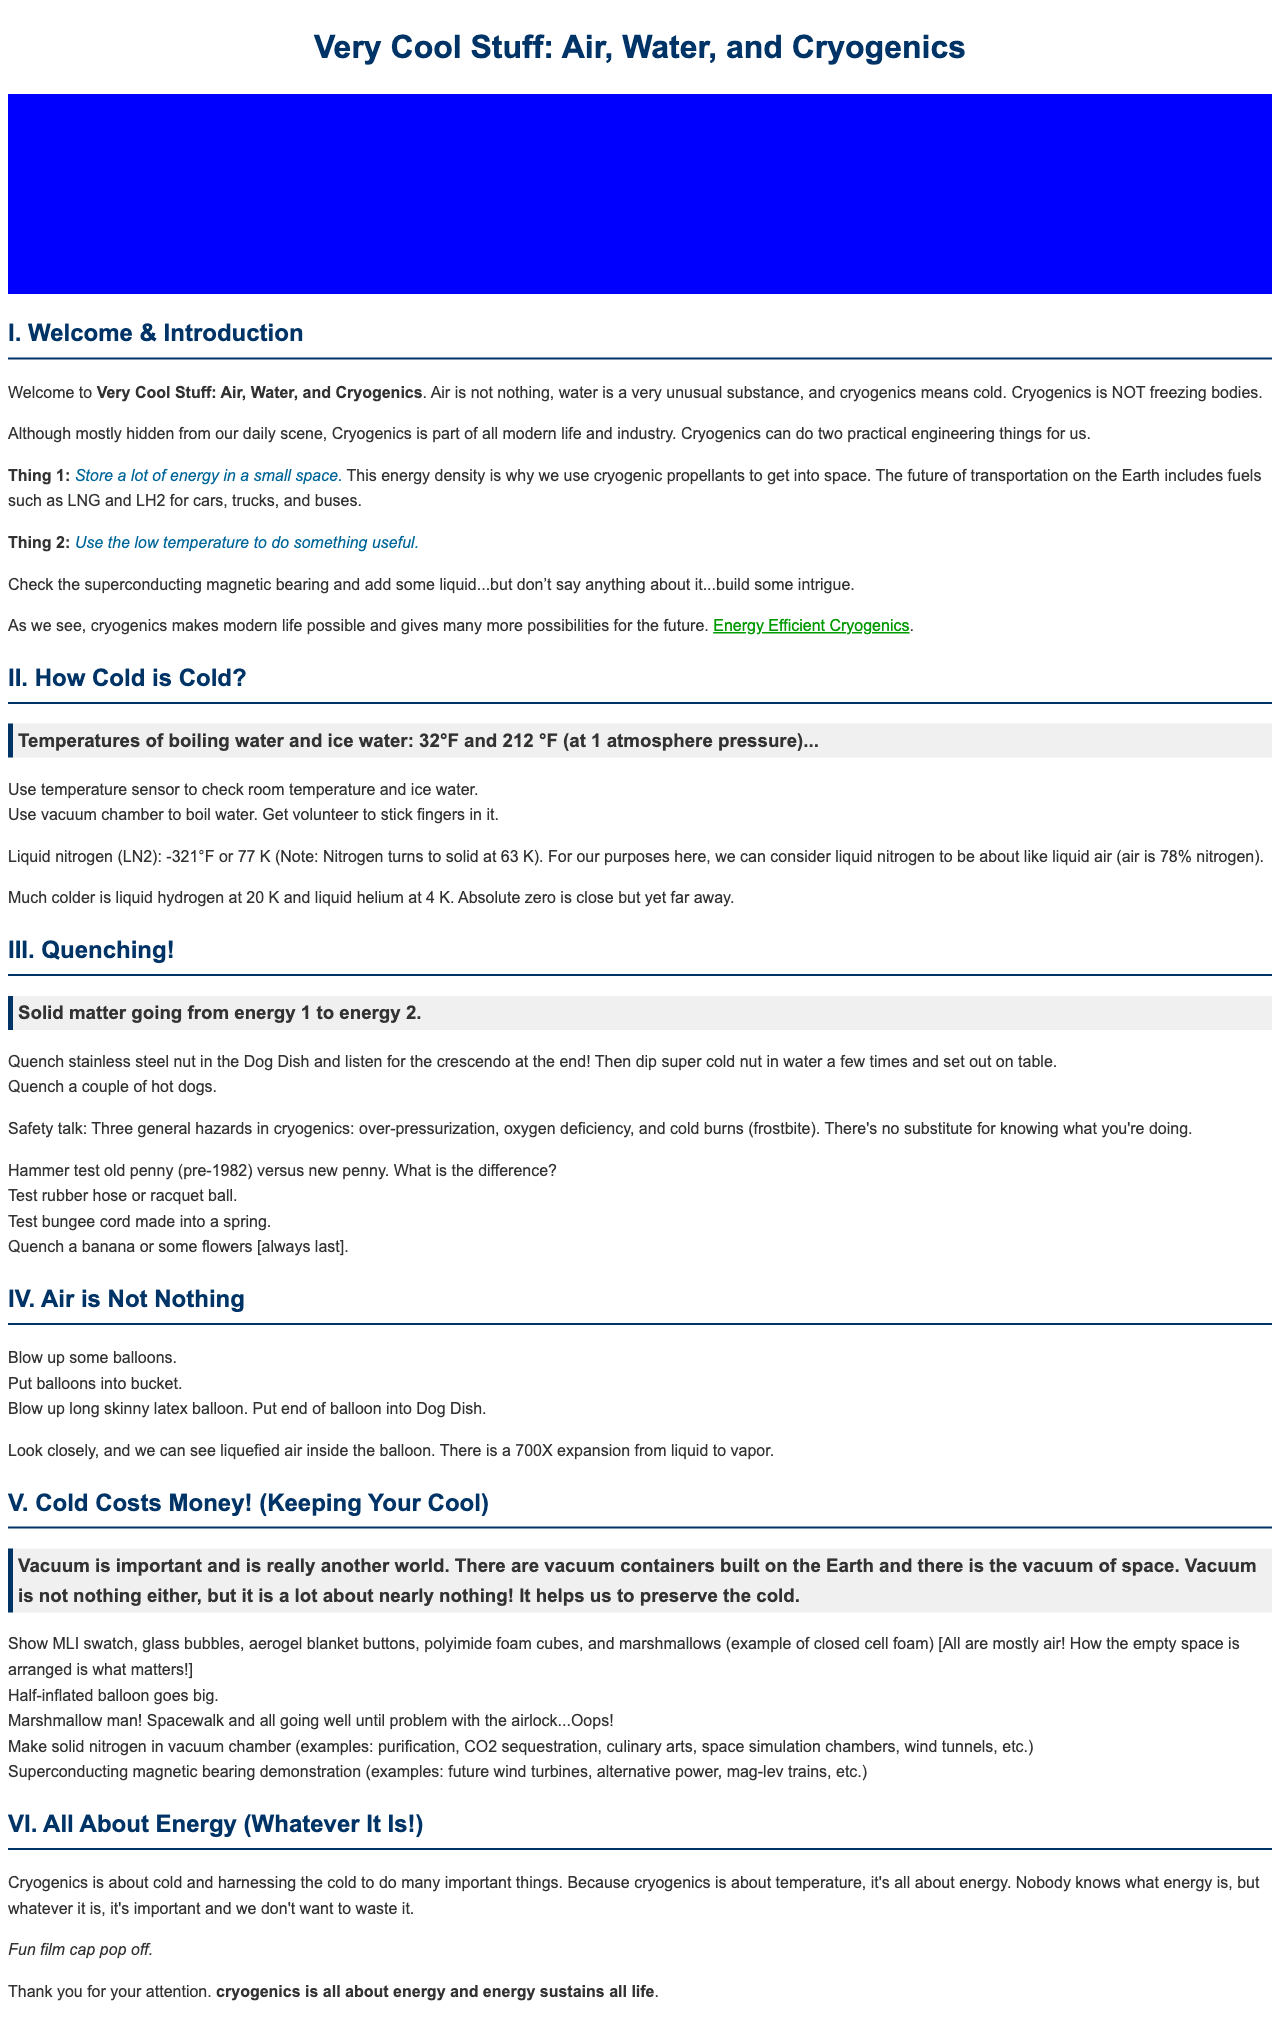 Very Cool Stuff: Air, Water, and Cryogenics
I. Welcome & Introduction
Welcome to Very Cool Stuff: Air, Water, and Cryogenics. Air is not nothing, water is a very unusual substance, and cryogenics means cold. Cryogenics is NOT freezing bodies.
Although mostly hidden from our daily scene, Cryogenics is part of all modern life and industry. Cryogenics can do two practical engineering things for us.
Thing 1: Store a lot of energy in a small space. This energy density is why we use cryogenic propellants to get into space. The future of transportation on the Earth includes fuels
such as LNG and LH2 for cars, trucks, and buses.
Thing 2: Use the low temperature to do something useful.
Check the superconducting magnetic bearing and add some liquid...but don’t say anything about it...build some intrigue.
As we see, cryogenics makes modern life possible and gives many more possibilities for the future. Energy Efficient Cryogenics.
II. How Cold is Cold?
Temperatures of boiling water and ice water: 32°F and 212 °F (at 1 atmosphere pressure)...
Use temperature sensor to check room temperature and ice water.
Use vacuum chamber to boil water. Get volunteer to stick fingers in it.
Liquid nitrogen (LN2): -321°F or 77 K (Note: Nitrogen turns to solid at 63 K). For our purposes here, we can consider liquid nitrogen to be about like liquid air (air is 78% nitrogen).
Much colder is liquid hydrogen at 20 K and liquid helium at 4 K. Absolute zero is close but yet far away.
III. Quenching!
Solid matter going from energy 1 to energy 2.
Quench stainless steel nut in the Dog Dish and listen for the crescendo at the end! Then dip super cold nut in water a few times and set out on table.
Quench a couple of hot dogs.
Safety talk: Three general hazards in cryogenics: over-pressurization, oxygen deficiency, and cold burns (frostbite). There's no substitute for knowing what you're doing.
Hammer test old penny (pre-1982) versus new penny. What is the difference?
Test rubber hose or racquet ball.
Test bungee cord made into a spring.
Quench a banana or some flowers [always last].
IV. Air is Not Nothing
Blow up some balloons.
Put balloons into bucket.
Blow up long skinny latex balloon. Put end of balloon into Dog Dish.
Look closely, and we can see liquefied air inside the balloon. There is a 700X expansion from liquid to vapor.
V. Cold Costs Money! (Keeping Your Cool)
Vacuum is important and is really another world. There are vacuum containers built on the Earth and there is the vacuum of space. Vacuum
is not nothing either, but it is a lot about nearly nothing! It helps us to preserve the cold.
Show MLI swatch, glass bubbles, aerogel blanket buttons, polyimide foam cubes, and marshmallows (example of closed cell foam) [All are mostly air! How the empty space is
arranged is what matters!]
Half-inflated balloon goes big.
Marshmallow man! Spacewalk and all going well until problem with the airlock...Oops!
Make solid nitrogen in vacuum chamber (examples: purification, CO2 sequestration, culinary arts, space simulation chambers, wind tunnels, etc.)
Superconducting magnetic bearing demonstration (examples: future wind turbines, alternative power, mag-lev trains, etc.)
VI. All About Energy (Whatever It Is!)
Cryogenics is about cold and harnessing the cold to do many important things. Because cryogenics is about temperature, it's all about energy. Nobody knows what energy is, but
whatever it is, it's important and we don't want to waste it.
Fun film cap pop off.
Thank you for your attention. cryogenics is all about energy and energy sustains all life.